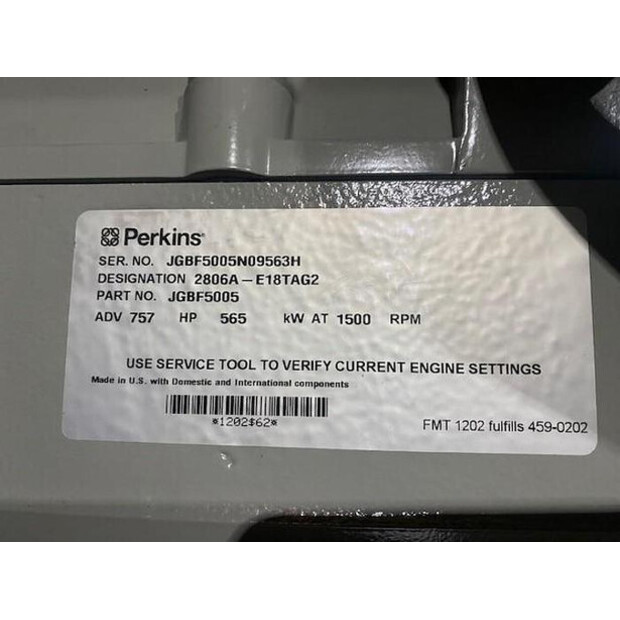 Perkins
SER. NO. JGBF5005N09563H
DESIGNATION 2806A-E18TAG2
PART NO. JGBF5005
ADV 757 HP 565 kW AT 1500 RPM
USE SERVICE TOOL TO VERIFY CURRENT ENGINE SETTINGS
Made in U.S. with Domestic and International components
*1202$62*
FMT 1202 fulfills 459-0202